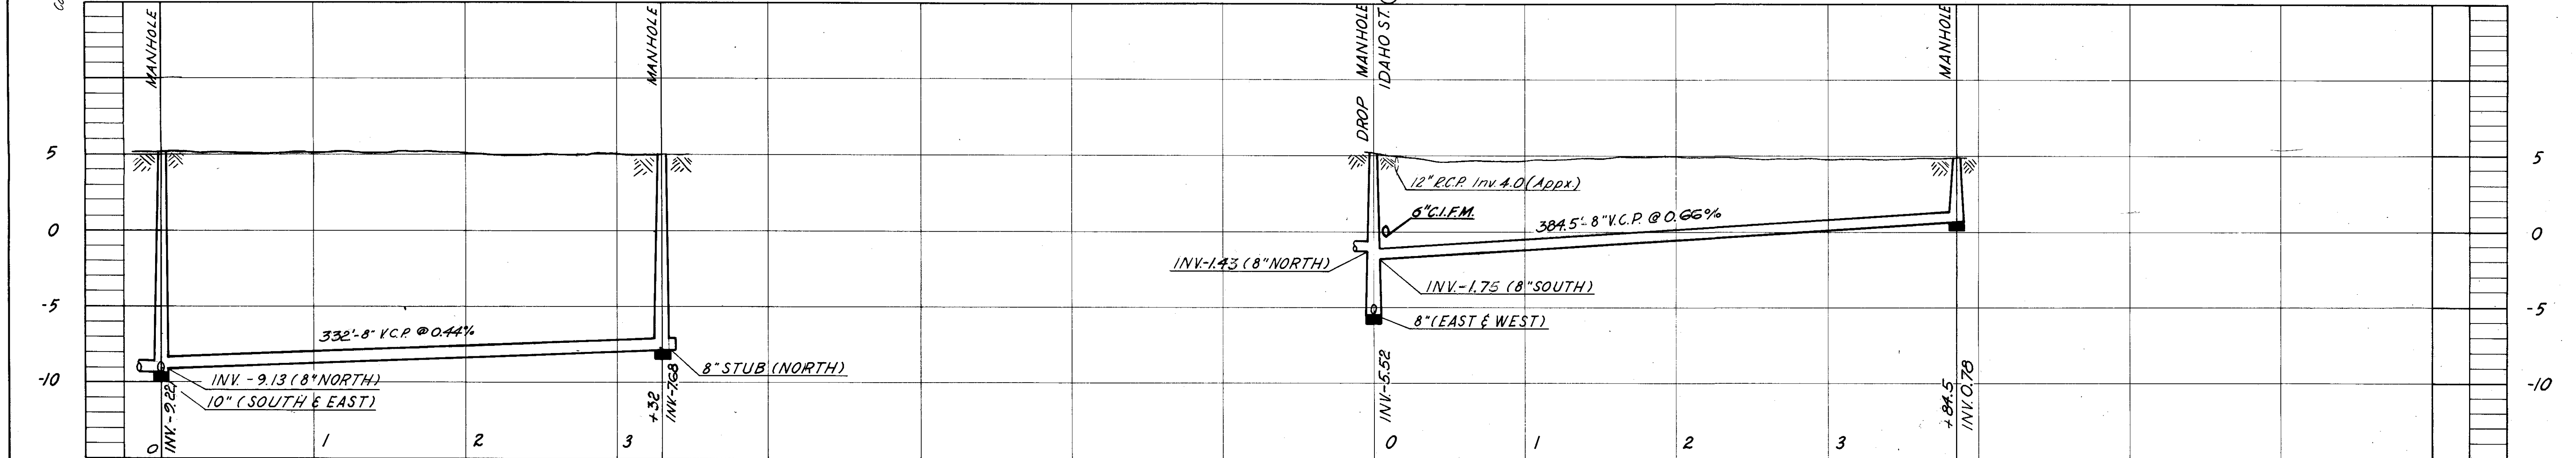 MANHOLE
MANHOLE
DROP MANHOLE
IDAHO ST.
MANHOLE
5
0
-5
-10
332'-8" V.C.P. @ 0.44%
INV. -9.13 (8" NORTH)
10" (SOUTH & EAST)
8" STUB (NORTH)
INV. -9.22
+32
INV.-7.68
0
1
2
3
12" R.C.P. Inv. 4.0 (Appx.)
6" C.I.F.M.
384.5'-8" V.C.P. @ 0.66%
INV.-1.43 (8" NORTH)
INV.-1.75 (8" SOUTH)
8" (EAST & WEST)
INV.-5.52
+84.5
INV. 0.78
0
1
2
3
5
0
-5
-10